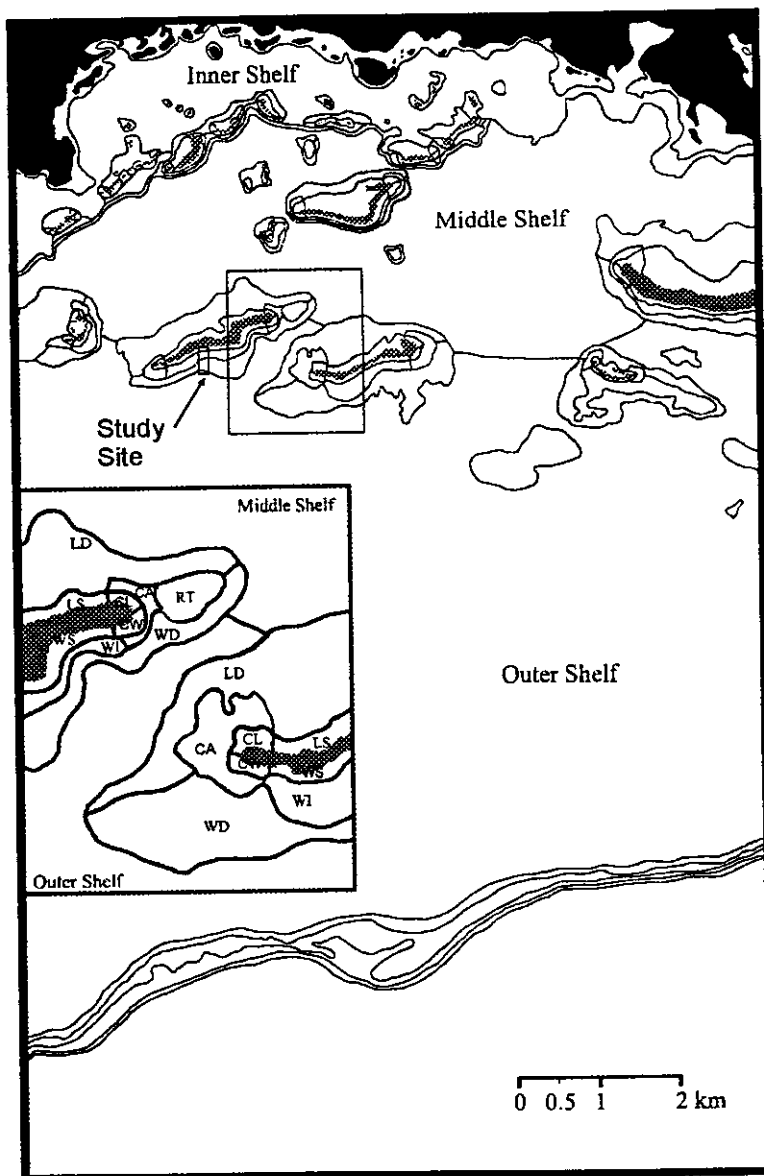 Inner Shelf
Middle Shelf
Study
Site
Outer Shelf
Middle Shelf
LD
LS
CL
CA
RT
WS
CW
WI
WD
LD
CA
CL
LS
CW
WS
WI
WD
Outer Shelf
0 0.5 1 2 km